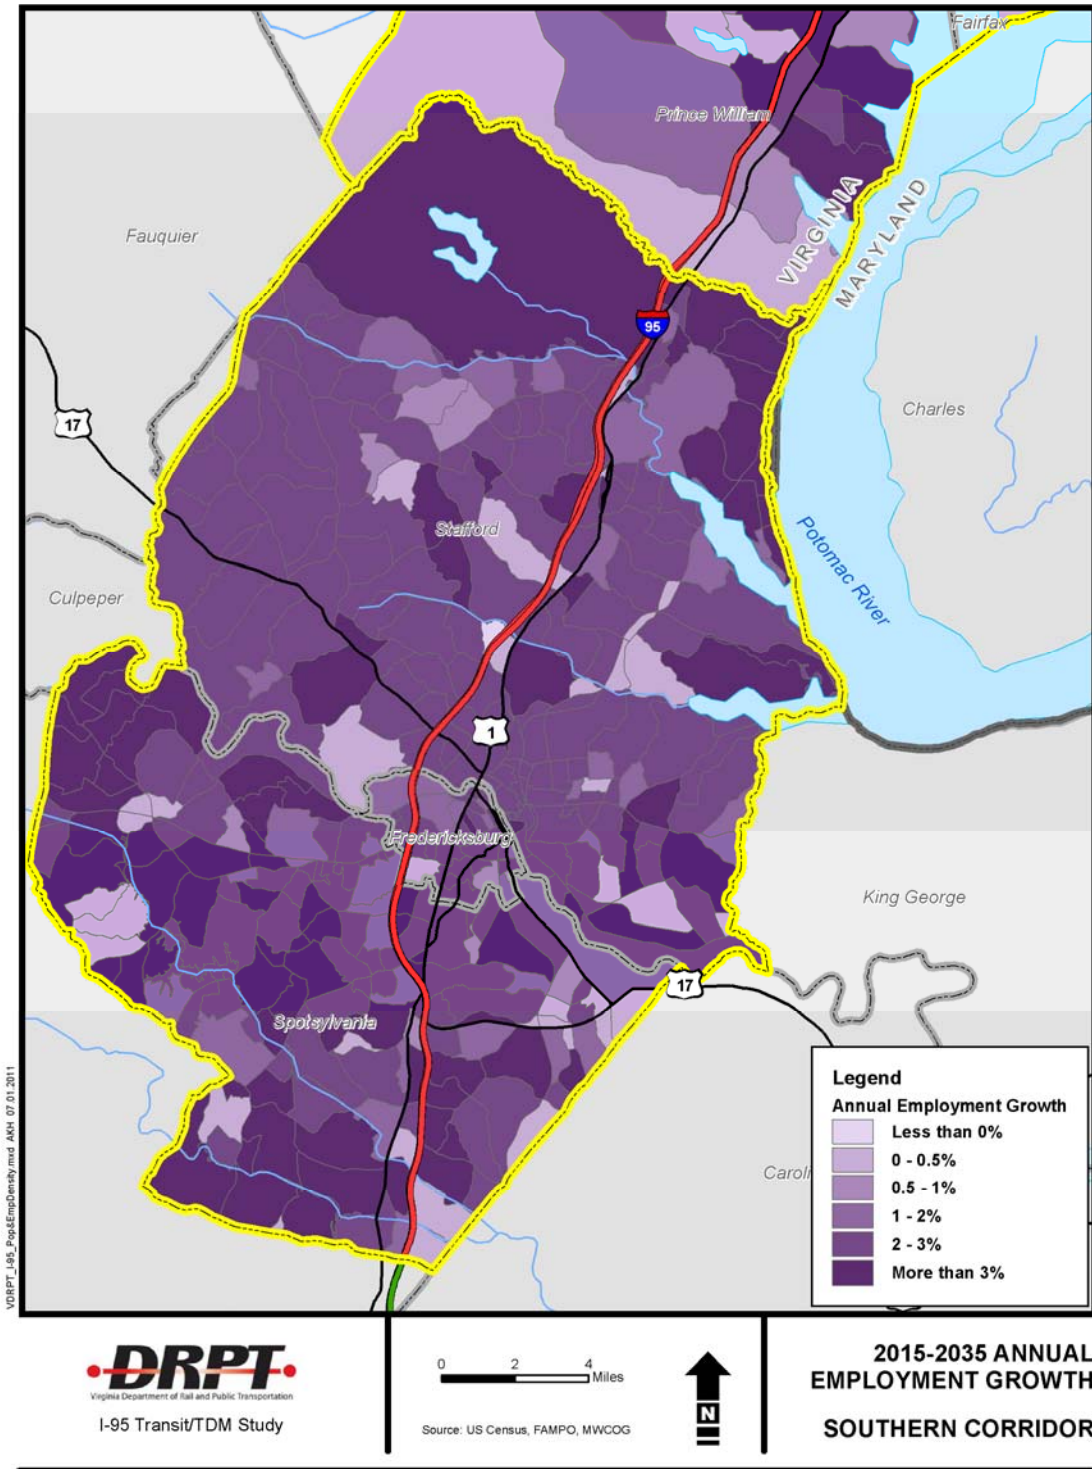 Fairfax
Prince William
VIRGINIA
MARYLAND
Fauquier
95
Charles
17
Stafford
Potomac River
Culpeper
1
Fredericksburg
King George
17
Spotsylvania
Legend
Annual Employment Growth
Less than 0%
0 - 0.5%
0.5 - 1%
1 - 2%
2 - 3%
More than 3%
Caroli
VDRPT_I-95_Pop&EmpDensity.mxd AKH 07.01.2011
DRPT
Virginia Department of Rail and Public Transportation
I-95 Transit/TDM Study
0 2 4
Miles
Source: US Census, FAMPO, MWCOG
N
2015-2035 ANNUAL
EMPLOYMENT GROWTH
SOUTHERN CORRIDOR